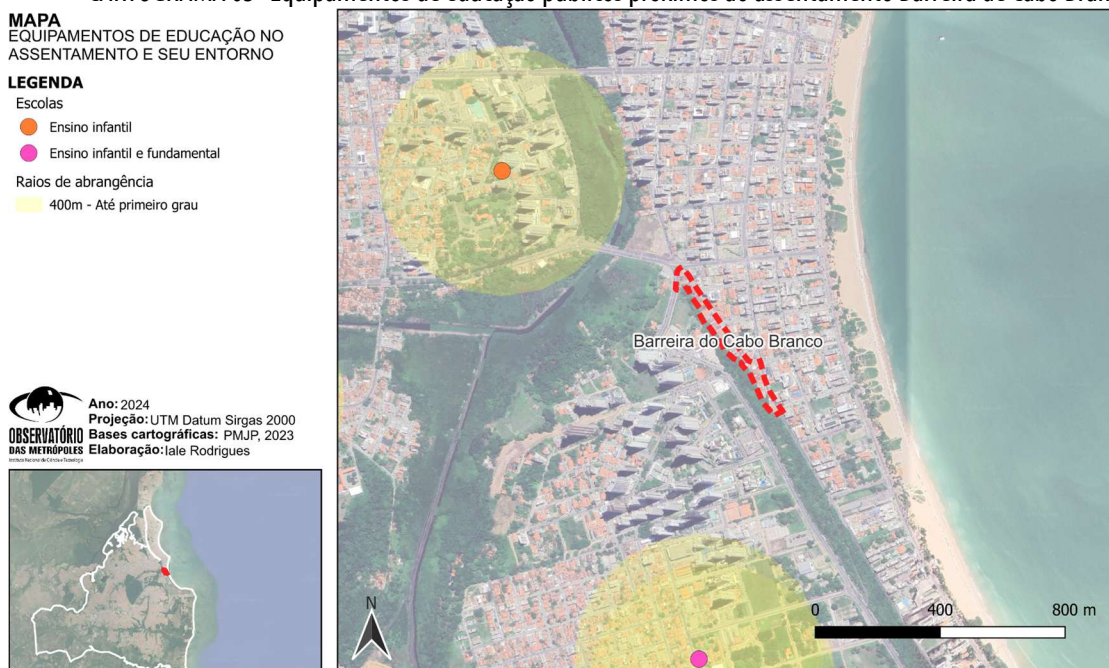 MAPA
EQUIPAMENTOS DE EDUCAÇÃO NO
ASSENTAMENTO E SEU ENTORNO
LEGENDA
Escolas
Ensino infantil
Ensino infantil e fundamental
Raios de abrangência
400m - Até primeiro grau
OBSERVATÓRIO
DAS METRÓPOLES
Ano: 2024
Projeção: UTM Datum Sirgas 2000
Bases cartográficas: PMJP, 2023
Elaboração: Iale Rodrigues
Barreira do Cabo Branco
N
0 400 800 m